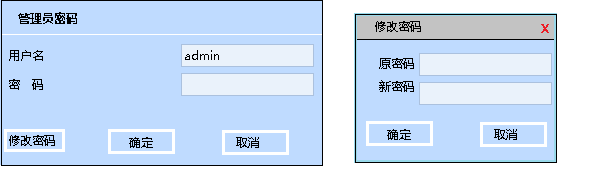 管理员密码
用户名 admin
密 码
修改密码 确定 取消
修改密码 X
原密码
新密码
确定 取消